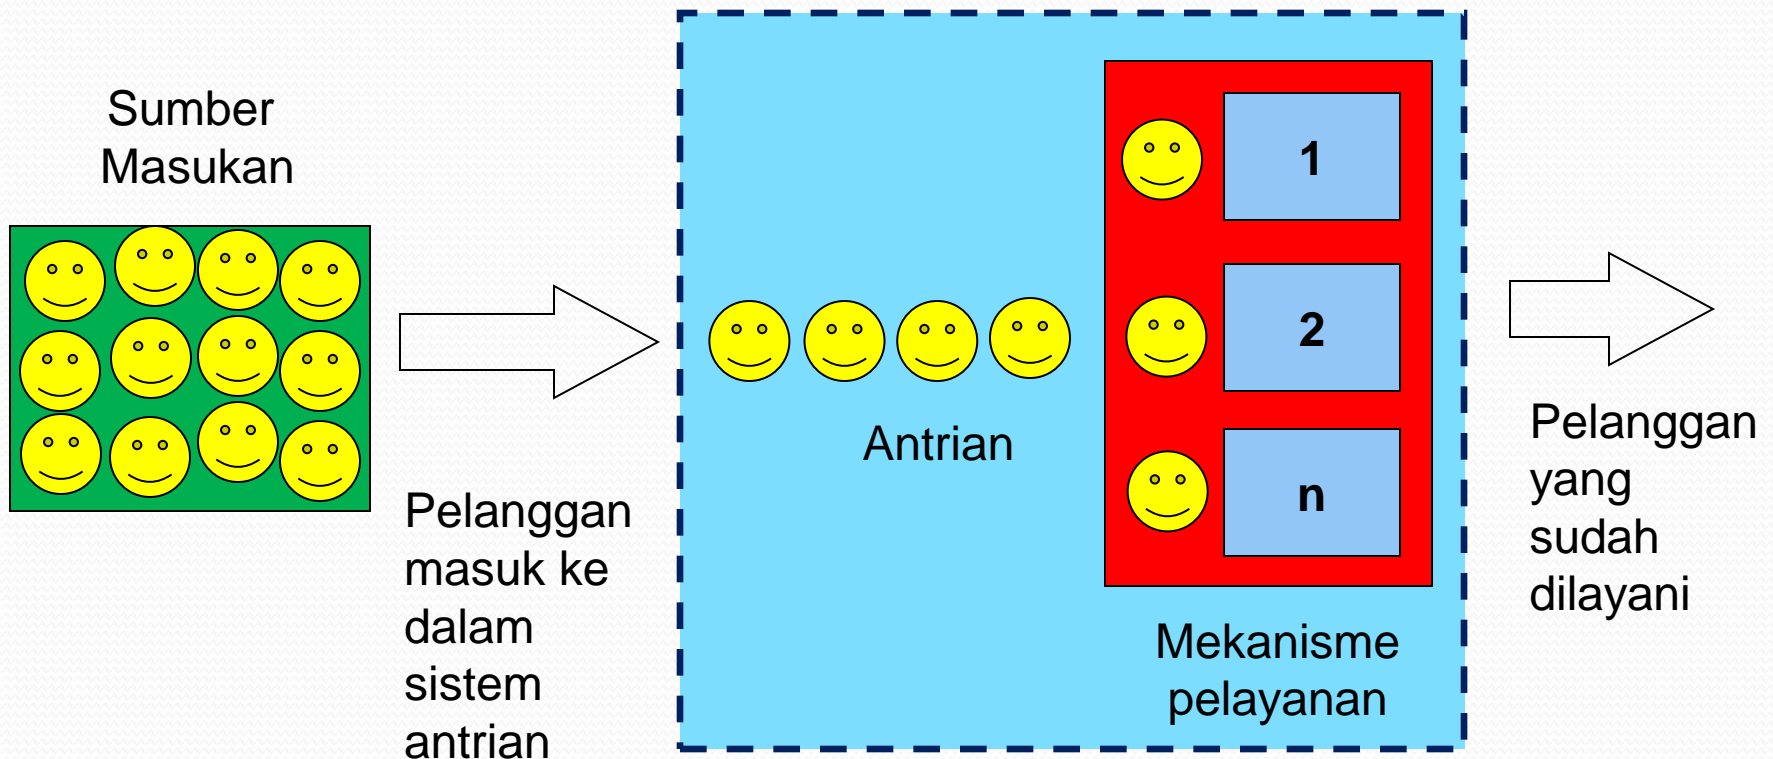 Sumber
Masukan
Pelanggan
masuk ke
dalam
sistem
antrian
Antrian
1
2
n
Mekanisme
pelayanan
Pelanggan
yang
sudah
dilayani